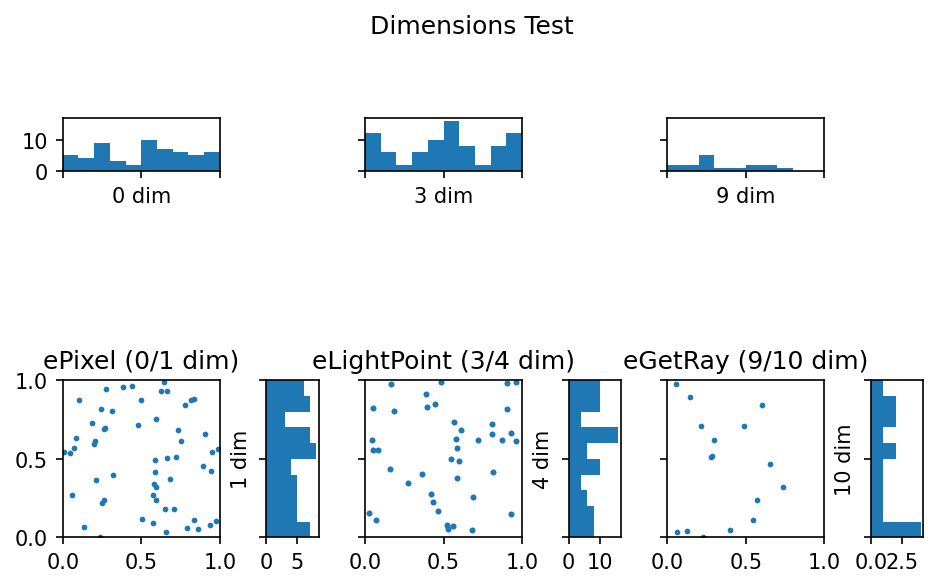 Dimensions Test
10
0
0 dim
3 dim
9 dim
ePixel (0/1 dim)
eLightPoint (3/4 dim)
eGetRay (9/10 dim)
1.0
0.5
0.0
1 dim
4 dim
10 dim
0.0 0.5 1.0
0 5
0.0 0.5 1.0
0 10
0.0 0.5 1.0
0.02.5